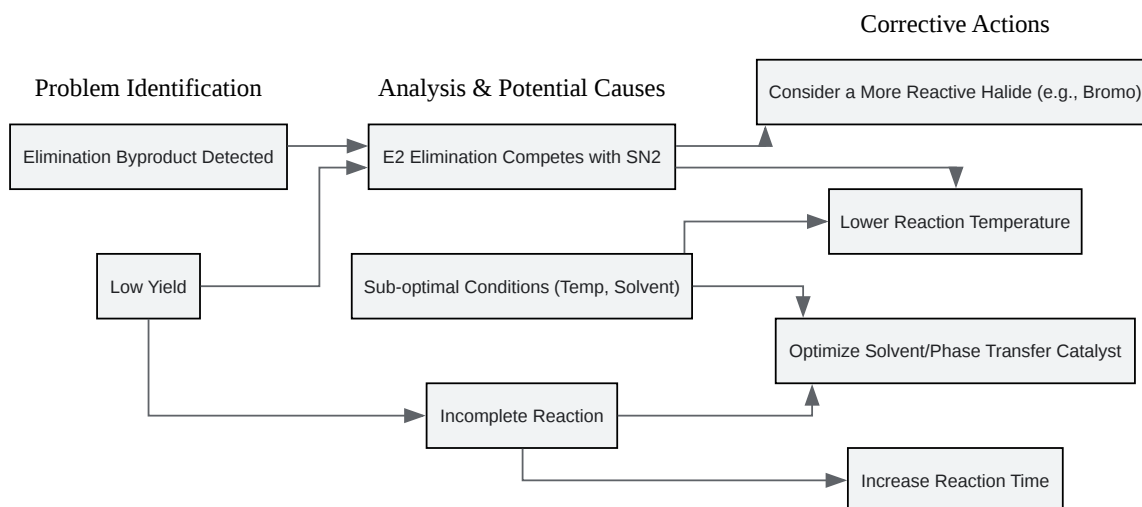 Corrective Actions
Problem Identification
Analysis & Potential Causes
Consider a More Reactive Halide (e.g., Bromo)
Elimination Byproduct Detected
E2 Elimination Competes with SN2
Lower Reaction Temperature
Low Yield
Sub-optimal Conditions (Temp, Solvent)
Optimize Solvent/Phase Transfer Catalyst
Incomplete Reaction
Increase Reaction Time